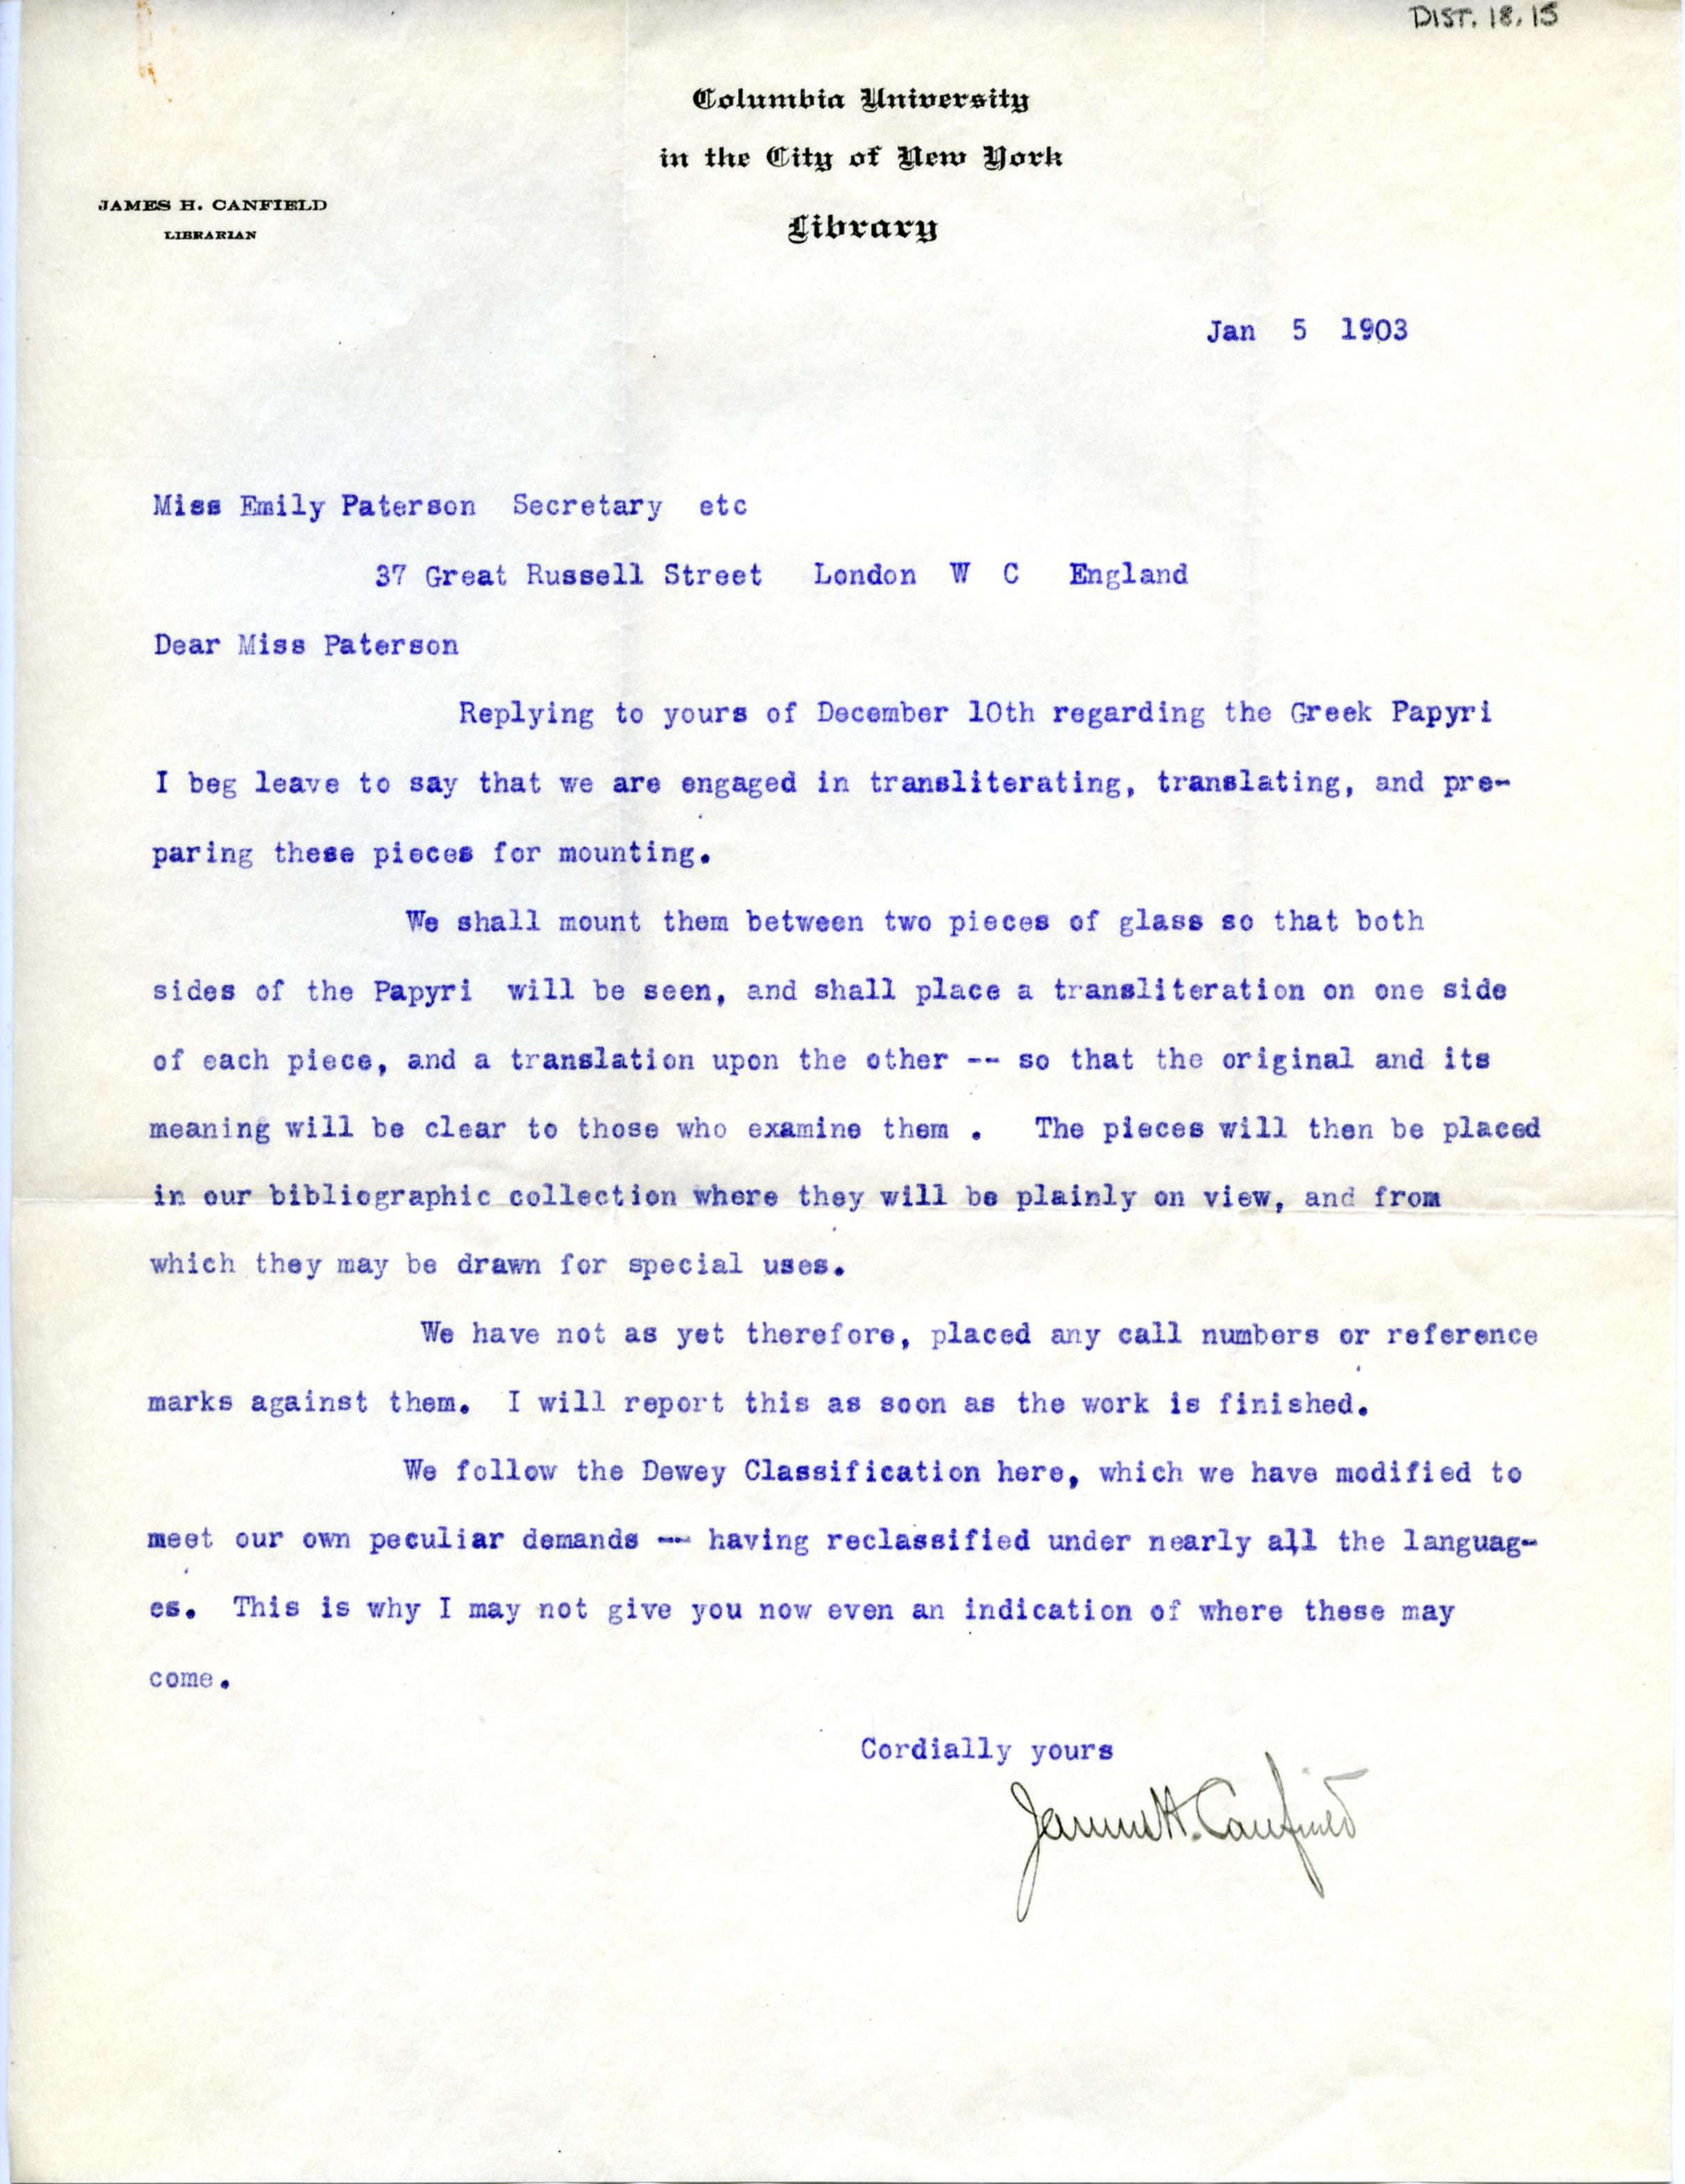 DIST. 18.15
Columbia University
in the City of New York
JAMES H. CANFIELD
LIBRARIAN
Library
Jan 5 1903
Miss Emily Paterson Secretary etc
37 Great Russell Street London W C England
Dear Miss Paterson
Replying to yours of December 10th regarding the Greek Papyri
I beg leave to say that we are engaged in transliterating, translating, and pre-
paring these pieces for mounting.
We shall mount them between two pieces of glass so that both
sides of the Papyri will be seen, and shall place a transliteration on one side
of each piece, and a translation upon the other -- so that the original and its
meaning will be clear to those who examine them . The pieces will then be placed
in our bibliographic collection where they will be plainly on view, and from
which they may be drawn for special uses.
We have not as yet therefore, placed any call numbers or reference
marks against them. I will report this as soon as the work is finished.
We follow the Dewey Classification here, which we have modified to
meet our own peculiar demands -- having reclassified under nearly all the languag-
es. This is why I may not give you now even an indication of where these may
come.
Cordially yours
James H. Canfield